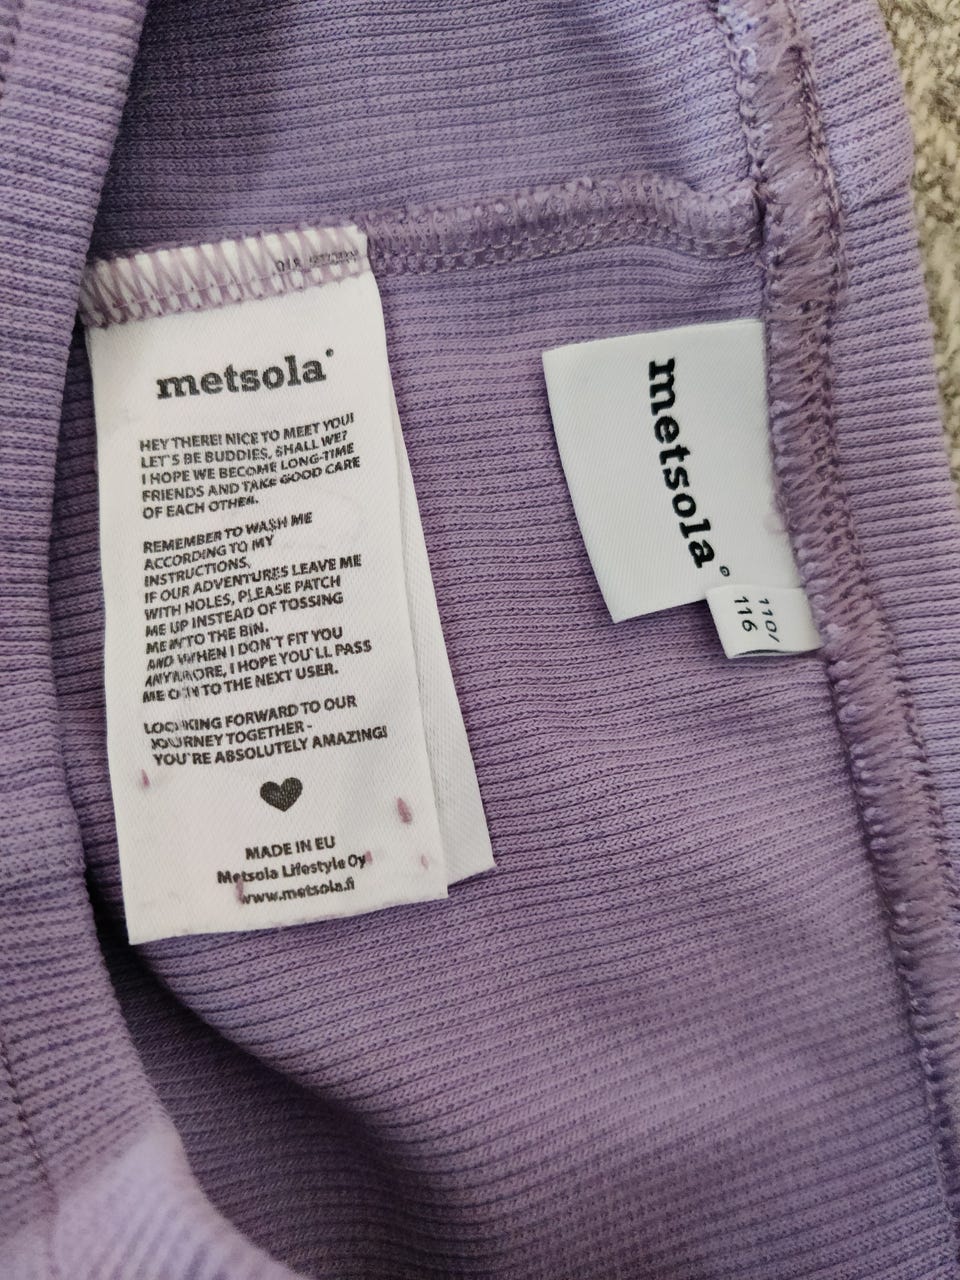 metsola
HEY THERE! NICE TO MEET YOU!
LET'S BE BUDDIES, SHALL WE?
I HOPE WE BECOME LONG-TIME
FRIENDS AND TAKE GOOD CARE
OF EACH OTHER.
REMEMBER TO WASH ME
ACCORDING TO MY
INSTRUCTIONS.
IF OUR ADVENTURES LEAVE ME
WITH HOLES, PLEASE PATCH
ME UP INSTEAD OF TOSSING
ME INTO THE BIN.
AND WHEN I DON'T FIT YOU
ANYMORE, I HOPE YOU'LL PASS
ME ON TO THE NEXT USER.
LOOKING FORWARD TO OUR
JOURNEY TOGETHER -
YOU'RE ABSOLUTELY AMAZING!
MADE IN EU
Metsola Lifestyle Oy
www.metsola.fi
metsola®
110/
116